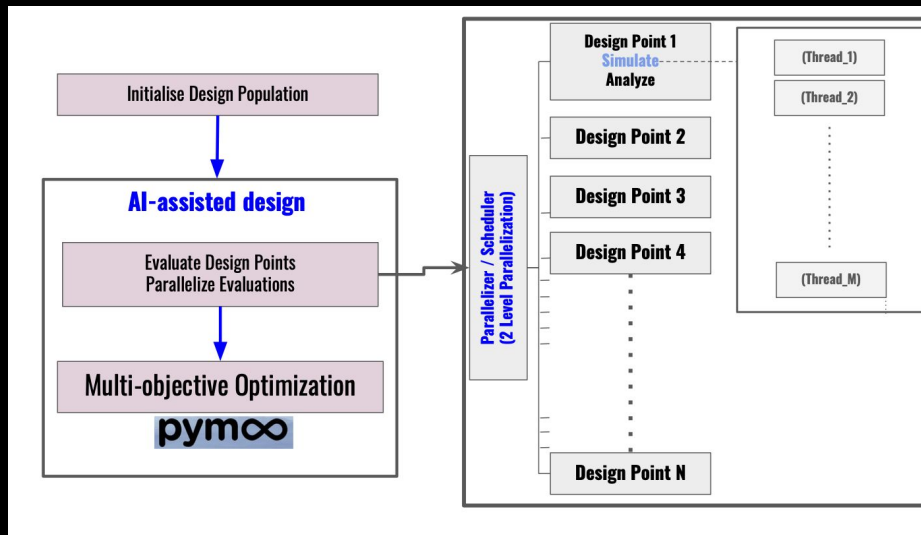 Initialise Design Population
AI-assisted design
Evaluate Design Points
Parallelize Evaluations
Multi-objective Optimization
pymoo
Parallelizer / Scheduler
(2 Level Parallelization)
Design Point 1
Simulate
Analyze
Design Point 2
Design Point 3
Design Point 4
Design Point N
(Thread_1)
(Thread_2)
(Thread_M)